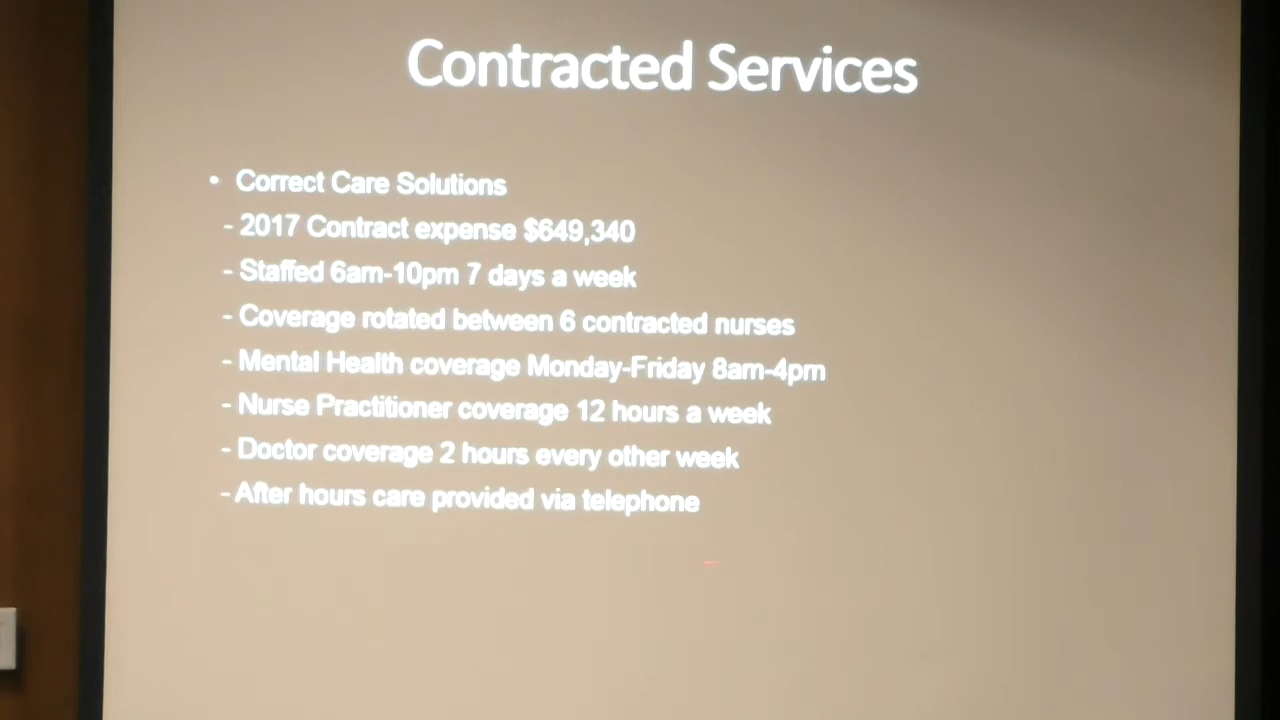 Contracted Services
• Correct Care Solutions
- 2017 Contract expense $649,340
- Staffed 6am-10pm 7 days a week
- Coverage rotated between 6 contracted nurses
- Mental Health coverage Monday-Friday 8am-4pm
- Nurse Practitioner coverage 12 hours a week
- Doctor coverage 2 hours every other week
- After hours care provided via telephone